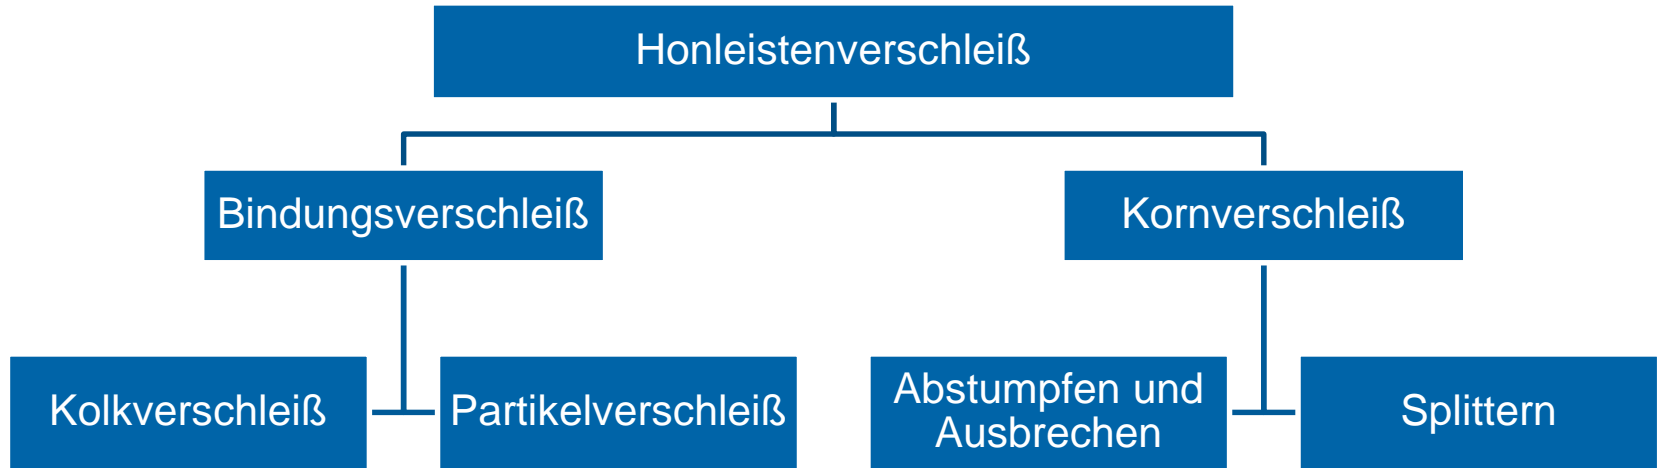 Honleistenverschleiß
Bindungsverschleiß
Kornverschleiß
Kolkverschleiß
Partikelverschleiß
Abstumpfen und
Ausbrechen
Splittern